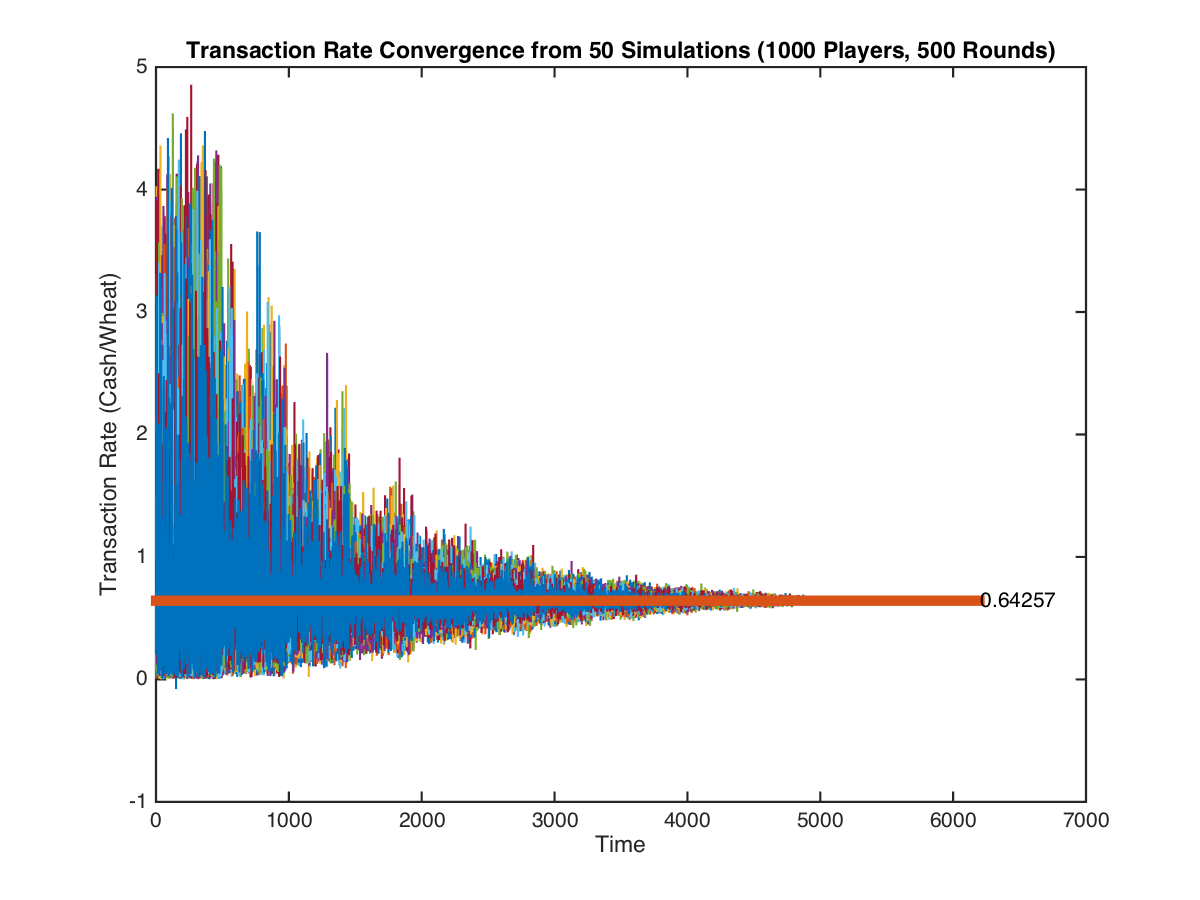 Transaction Rate Convergence from 50 Simulations (1000 Players, 500 Rounds)
5
4
3
2
1
0
-1
Transaction Rate (Cash/Wheat)
0.64257
0 1000 2000 3000 4000 5000 6000 7000
Time